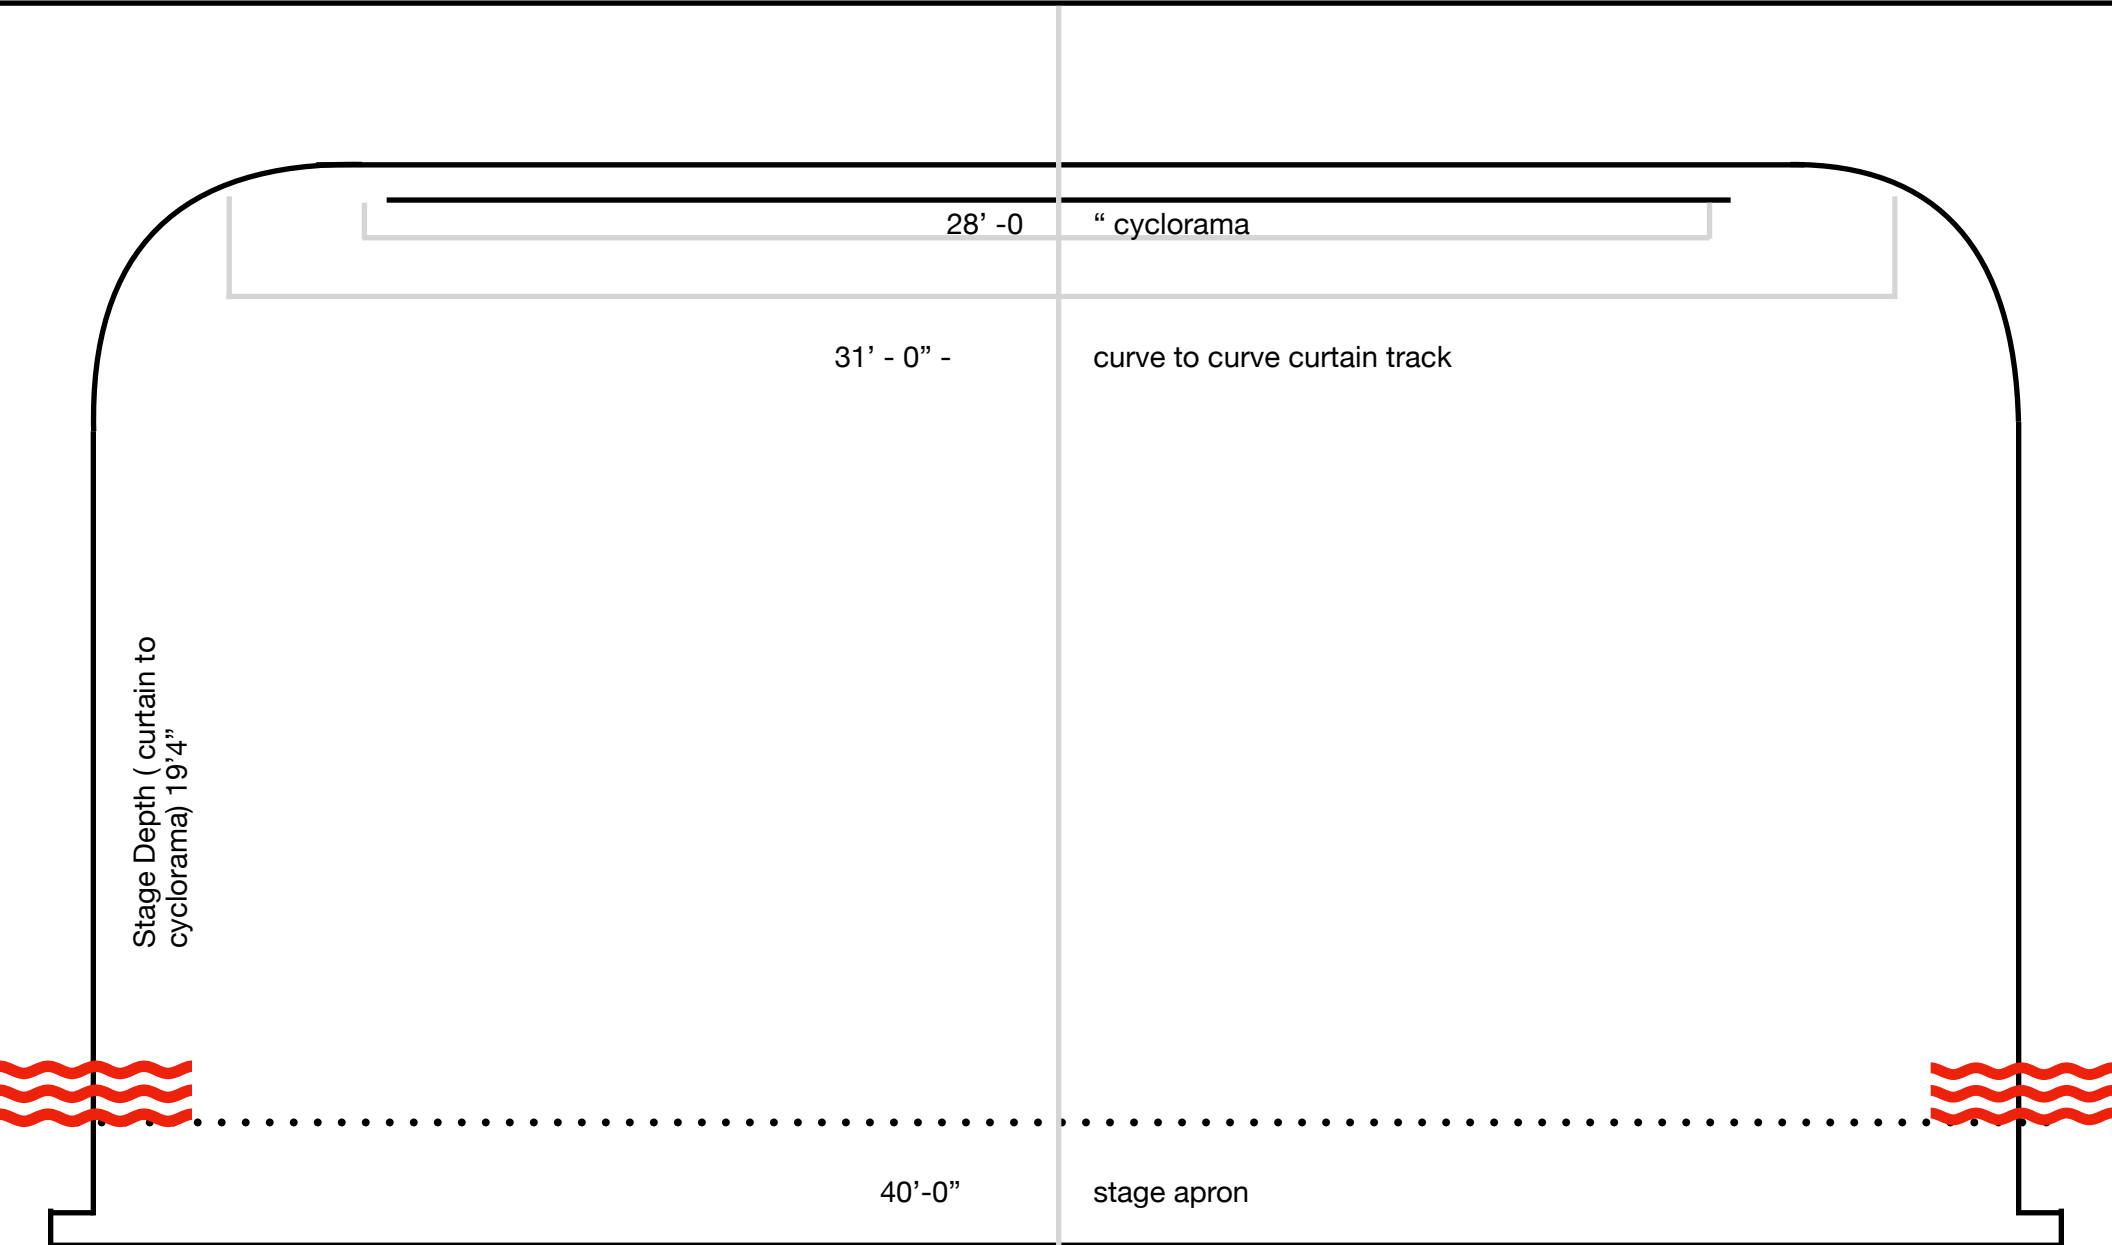 28’ -0 “ cyclorama
31’ - 0” - curve to curve curtain track
Stage Depth ( curtain to
cyclorama) 19’4”
40’-0” stage apron